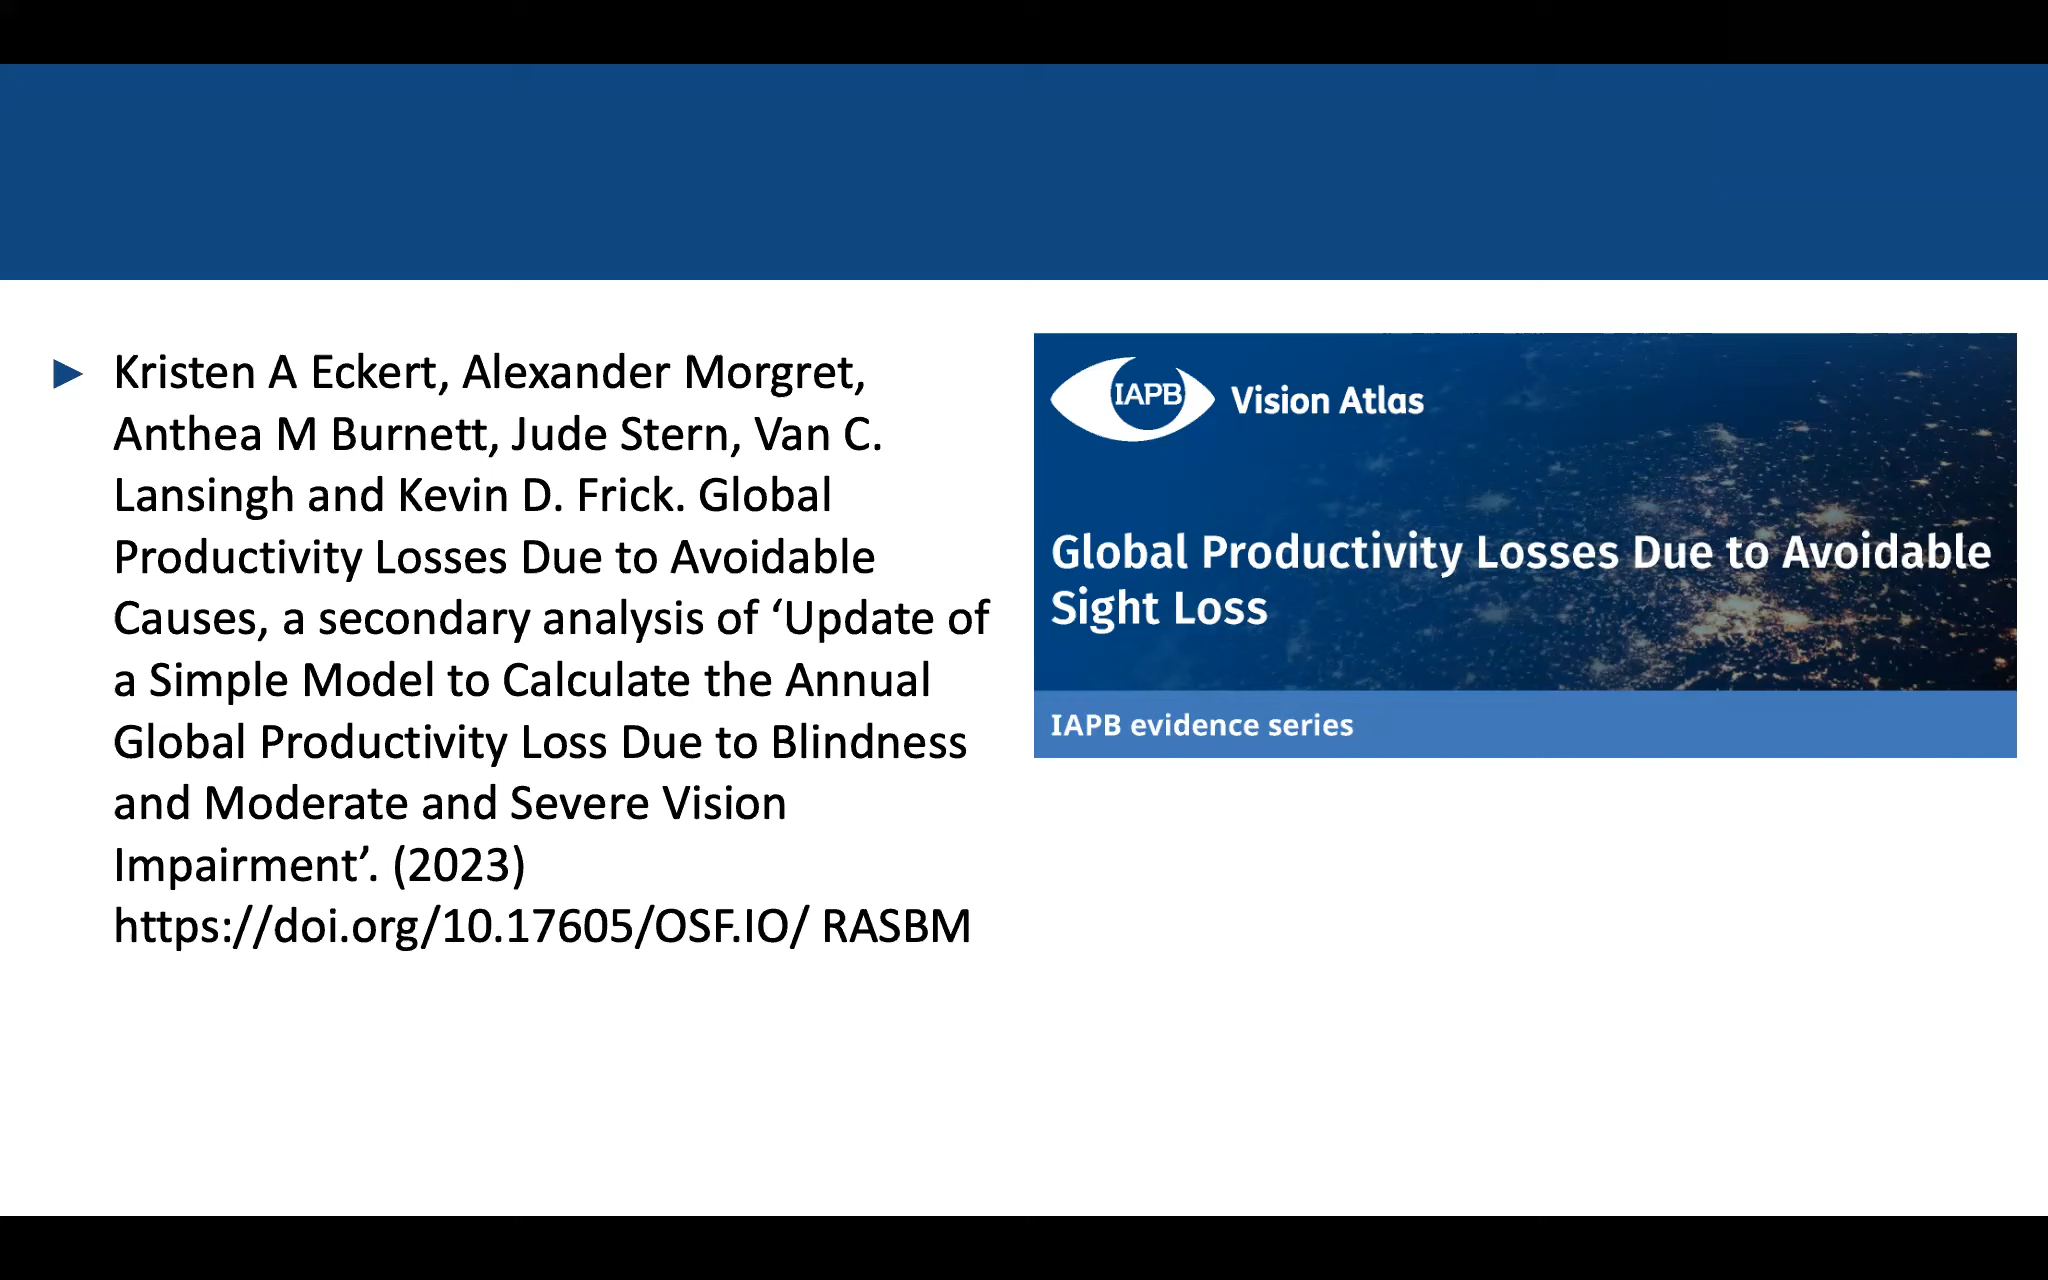 ► Kristen A Eckert, Alexander Morgret,
Anthea M Burnett, Jude Stern, Van C.
Lansingh and Kevin D. Frick. Global
Productivity Losses Due to Avoidable
Causes, a secondary analysis of ‘Update of
a Simple Model to Calculate the Annual
Global Productivity Loss Due to Blindness
and Moderate and Severe Vision
Impairment’. (2023)
https://doi.org/10.17605/OSF.IO/ RASBM
IAPB Vision Atlas
Global Productivity Losses Due to Avoidable
Sight Loss
IAPB evidence series